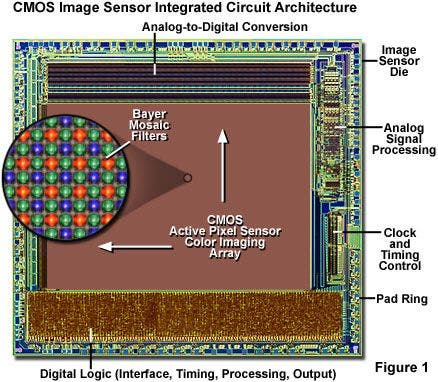 CMOS Image Sensor Integrated Circuit Architecture
Analog-to-Digital Conversion
Image
Sensor
Die
Bayer
Mosaic
Filters
Analog
Signal
Processing
CMOS
Active Pixel Sensor
Color Imaging
Array
Clock
and
Timing
Control
Pad Ring
Digital Logic (Interface, Timing, Processing, Output)
Figure 1